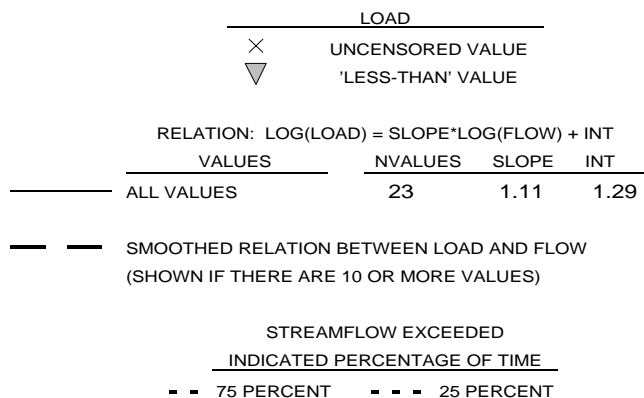 LOAD
UNCENSORED VALUE
'LESS-THAN' VALUE
RELATION: LOG(LOAD) = SLOPE*LOG(FLOW) + INT
VALUES NVALUES SLOPE INT
ALL VALUES 23 1.11 1.29
SMOOTHED RELATION BETWEEN LOAD AND FLOW
(SHOWN IF THERE ARE 10 OR MORE VALUES)
STREAMFLOW EXCEEDED
INDICATED PERCENTAGE OF TIME
75 PERCENT 25 PERCENT